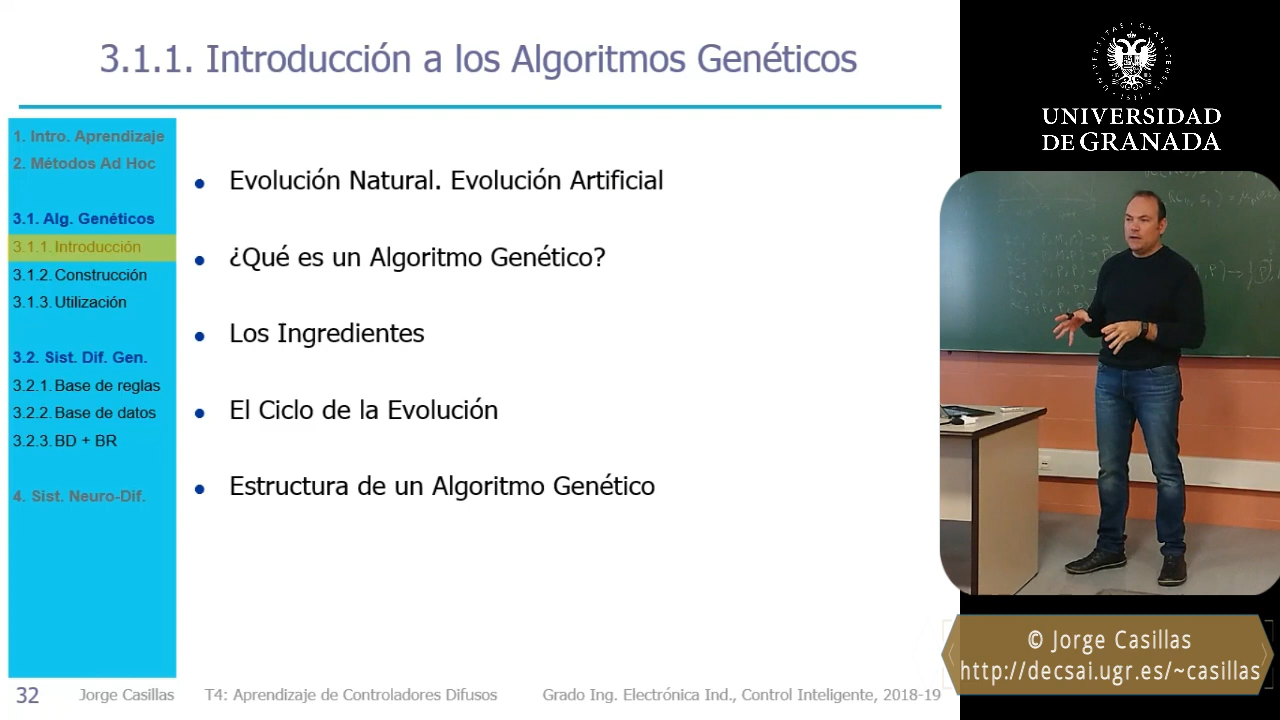 3.1.1. Introducción a los Algoritmos Genéticos
1. Intro. Aprendizaje
2. Métodos Ad Hoc
3.1. Alg. Genéticos
3.1.1. Introducción
3.1.2. Construcción
3.1.3. Utilización
3.2. Sist. Dif. Gen.
3.2.1. Base de reglas
3.2.2. Base de datos
3.2.3. BD + BR
4. Sist. Neuro-Dif.
Evolución Natural. Evolución Artificial
¿Qué es un Algoritmo Genético?
Los Ingredientes
El Ciclo de la Evolución
Estructura de un Algoritmo Genético
32 Jorge Casillas T4: Aprendizaje de Controladores Difusos Grado Ing. Electrónica Ind., Control Inteligente, 2018-19
UNIVERSIDAD
DE GRANADA
© Jorge Casillas
http://decsai.ugr.es/~casillas